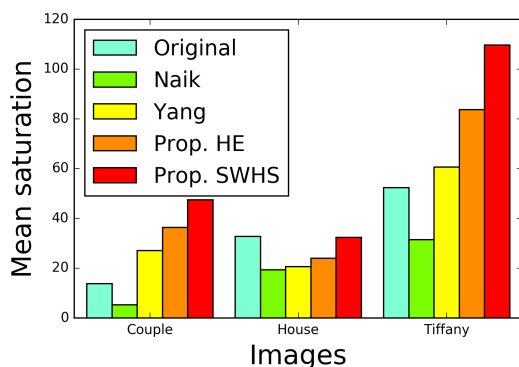 120
100
80
60
40
20
0
Mean saturation
Original
Naik
Yang
Prop. HE
Prop. SWHS
Couple
House
Tiffany
Images